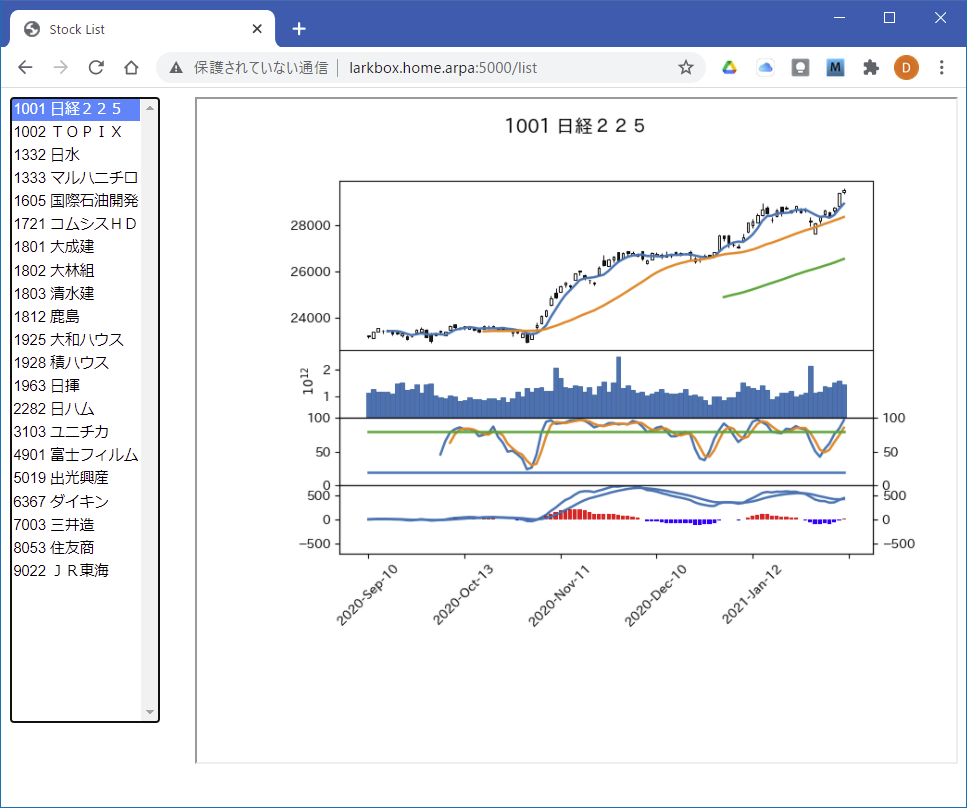 Stock List
保護されていない通信 larkbox.home.arpa:5000/list
D
M
1001 日経２２５
1002 ＴＯＰＩＸ
1332 日水
1333 マルハニチロ
1605 国際石油開発
1721 コムシスＨＤ
1801 大成建
1802 大林組
1803 清水建
1812 鹿島
1925 大和ハウス
1928 積ハウス
1963 日揮
2282 日ハム
3103 ユニチカ
4901 富士フィルム
5019 出光興産
6367 ダイキン
7003 三井造
8053 住友商
9022 ＪＲ東海
1001 日経２２５
28000
26000
24000
10^12
2
1
100 100
50 50
0 0
500 500
0 0
−500 −500
2020-Sep-10 2020-Oct-13 2020-Nov-11 2020-Dec-10 2021-Jan-12